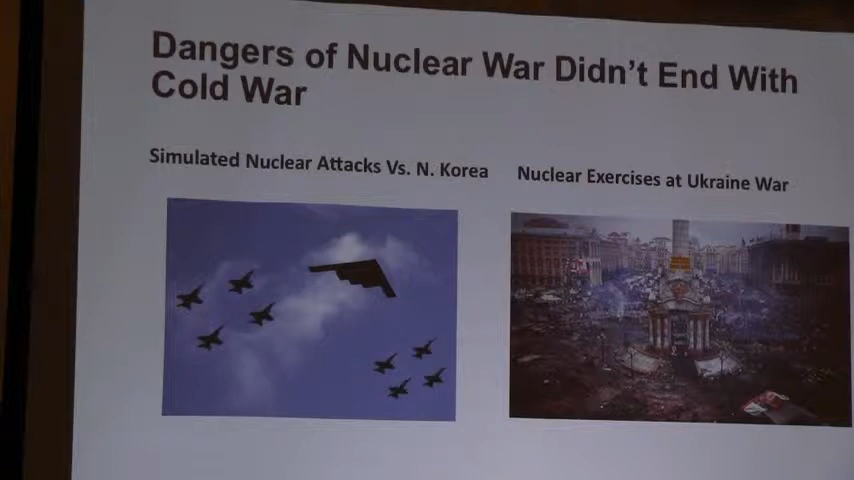 Dangers of Nuclear War Didn't End With
Cold War
Simulated Nuclear Attacks Vs. N. Korea
Nuclear Exercises at Ukraine War